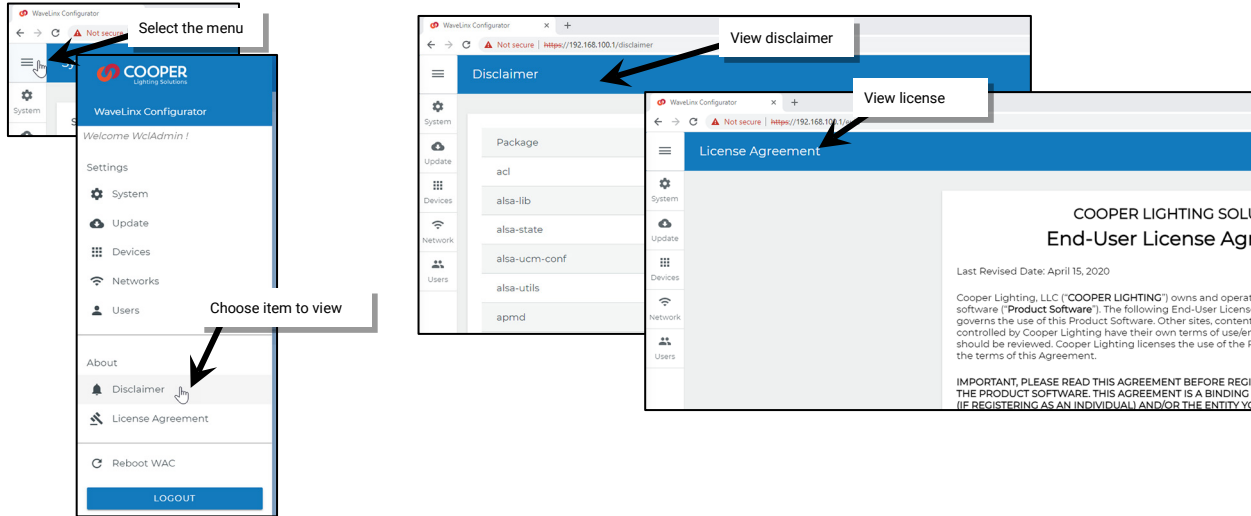 WaveLinx Configurator
Not secure
Select the menu
System
COOPER
Lighting Solutions
WaveLinx Configurator
Welcome WclAdmin !
Settings
System
Update
Devices
Networks
Users
Choose item to view
About
Disclaimer
License Agreement
Reboot WAC
LOGOUT
WaveLinx Configurator
Not secure | https://192.168.100.1/disclaimer
View disclaimer
Disclaimer
System
Update
Devices
Network
Users
Package
acl
alsa-lib
alsa-state
alsa-ucm-conf
alsa-utils
apmd
WaveLinx Configurator
Not secure | https://192.168.100.1/
View license
License Agreement
System
Update
Devices
Network
Users
COOPER LIGHTING
End-User License
Last Revised Date: April 15, 2020
Cooper Lighting, LLC ("COOPER LIGHTING") owns and
software ("Product Software"). The following End-User
governs the use of this Product Software. Other sites,
controlled by Cooper Lighting have their own terms of
should be reviewed. Cooper Lighting licenses the use of the
the terms of this Agreement.
IMPORTANT, PLEASE READ THIS AGREEMENT BEFORE
THE PRODUCT SOFTWARE. THIS AGREEMENT IS A BINDING
(IF REGISTERING AS AN INDIVIDUAL) AND/OR THE ENTITY